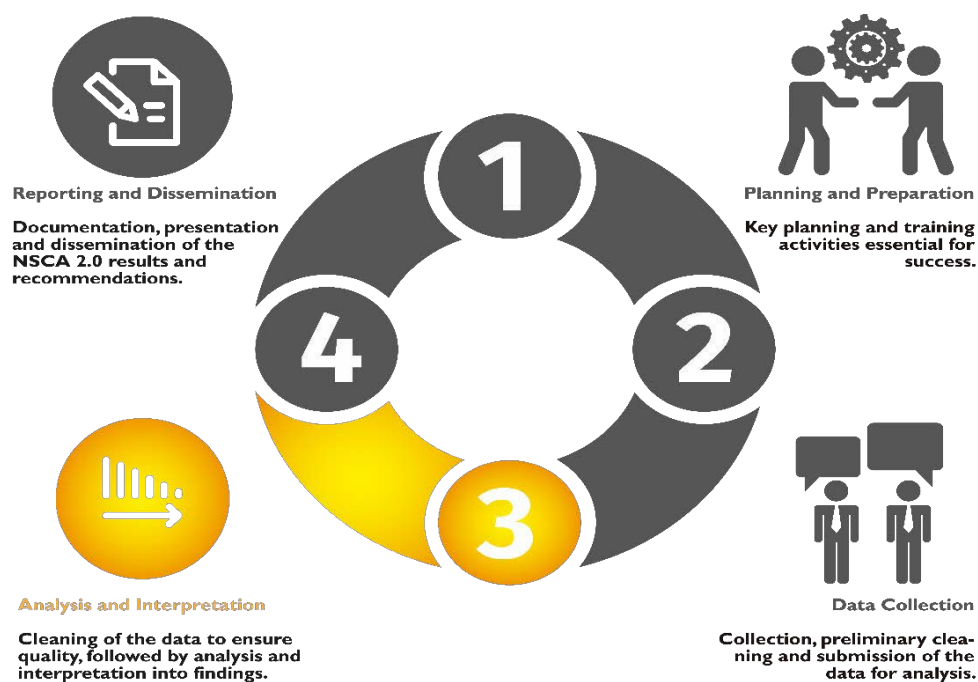 1
Planning and Preparation
Key planning and training
activities essential for
success.
2
Data Collection
Collection, preliminary clea-
ning and submission of the
data for analysis.
3
Analysis and Interpretation
Cleaning of the data to ensure
quality, followed by analysis and
interpretation into findings.
4
Reporting and Dissemination
Documentation, presentation
and dissemination of the
NSCA 2.0 results and
recommendations.